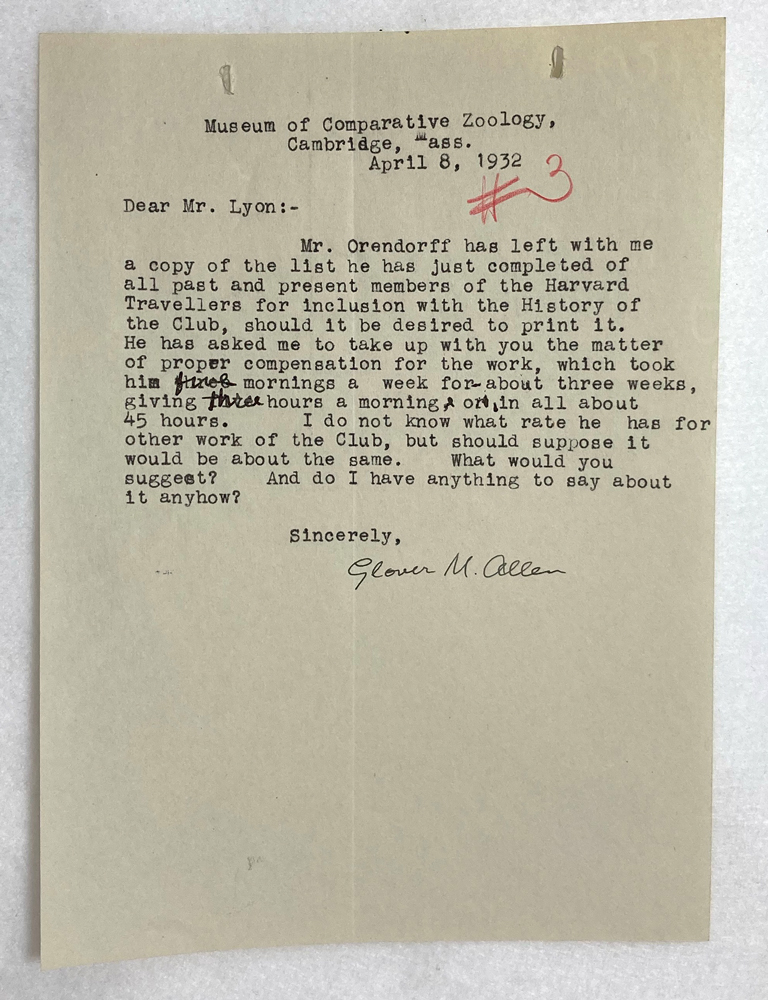 Museum of Comparative Zoology,
Cambridge, Mass.
April 8, 1932
#3
Dear Mr. Lyon:-
Mr. Orendorff has left with me
a copy of the list he has just completed of
all past and present members of the Harvard
Travellers for inclusion with the History of
the Club, should it be desired to print it.
He has asked me to take up with you the matter
of proper compensation for the work, which took
him mornings a week for about three weeks,
giving three hours a morning, or, in all about
45 hours. I do not know what rate he has for
other work of the Club, but should suppose it
would be about the same. What would you
suggest? And do I have anything to say about
it anyhow?
Sincerely,
Glover M. Allen